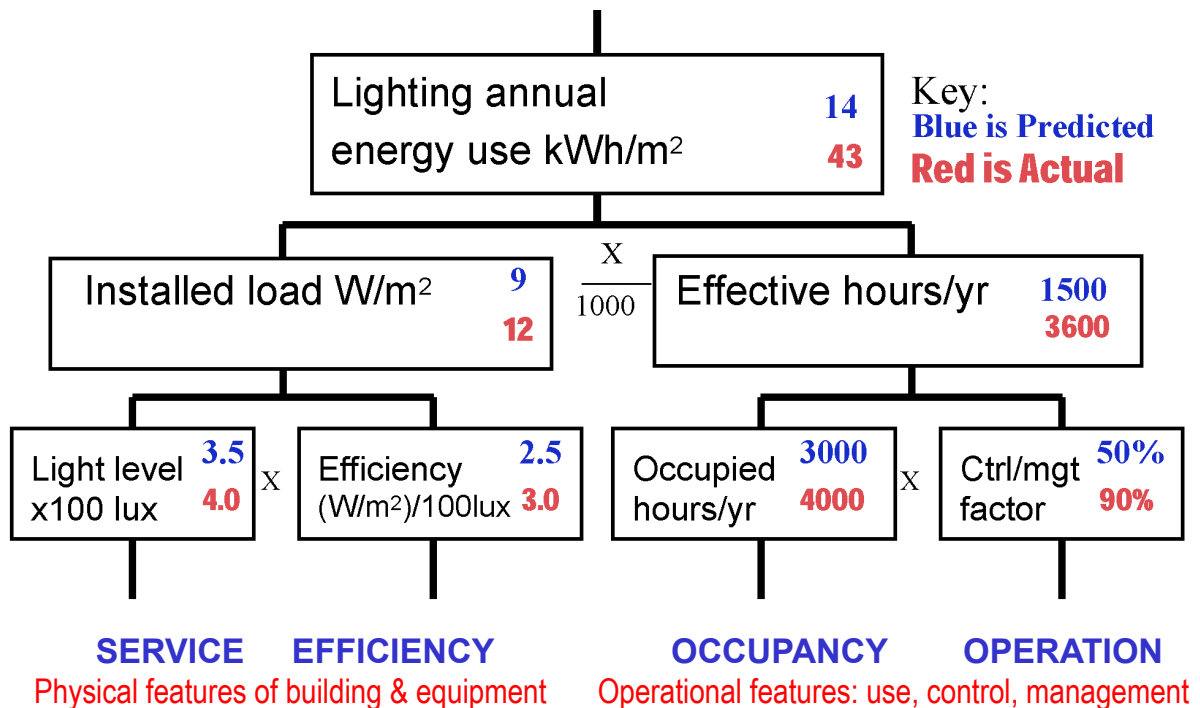 Lighting annual
energy use kWh/m²
14
43
Key:
Blue is Predicted
Red is Actual
Installed load W/m²
9
12
X
1000
Effective hours/yr
1500
3600
Light level
x100 lux
3.5
4.0
X
Efficiency
(W/m²)/100lux
2.5
3.0
Occupied
hours/yr
3000
4000
X
Ctrl/mgt
factor
50%
90%
SERVICE
EFFICIENCY
OCCUPANCY
OPERATION
Physical features of building & equipment
Operational features: use, control, management